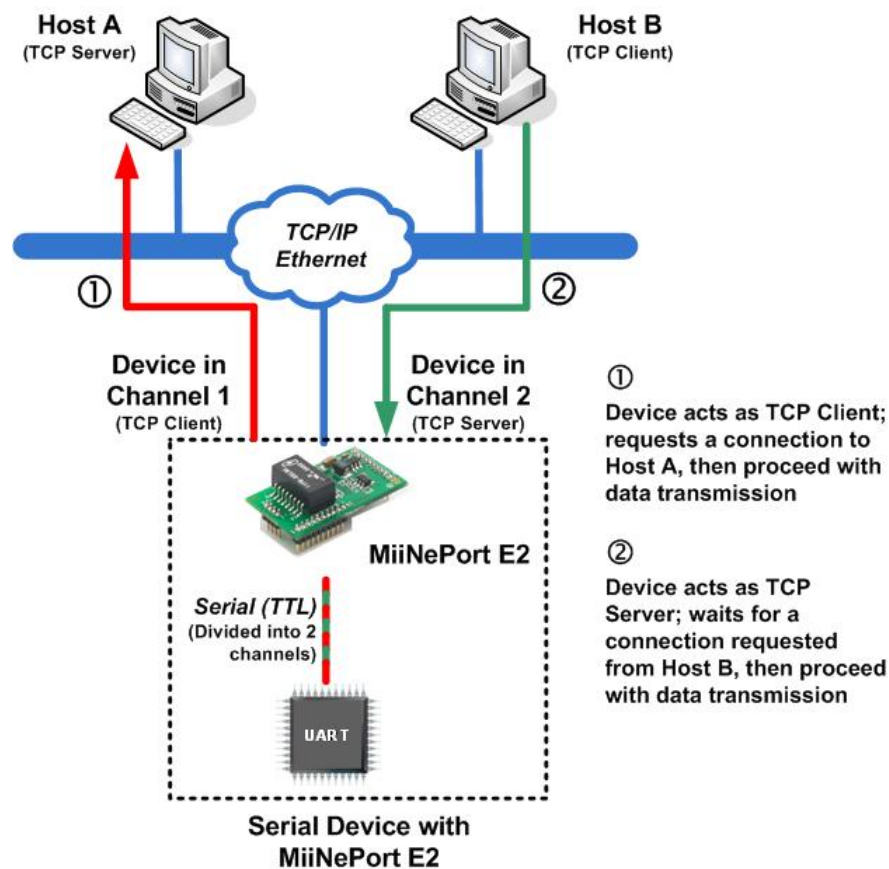 Host A
(TCP Server)
Host B
(TCP Client)
TCP/IP
Ethernet
①
②
Device in
Channel 1
(TCP Client)
Device in
Channel 2
(TCP Server)
①
Device acts as TCP Client;
requests a connection to
Host A, then proceed with
data transmission
②
Device acts as TCP
Server; waits for a
connection requested
from Host B, then proceed
with data transmission
MiiNePort E2
Serial (TTL)
(Divided into 2
channels)
UART
Serial Device with
MiiNePort E2